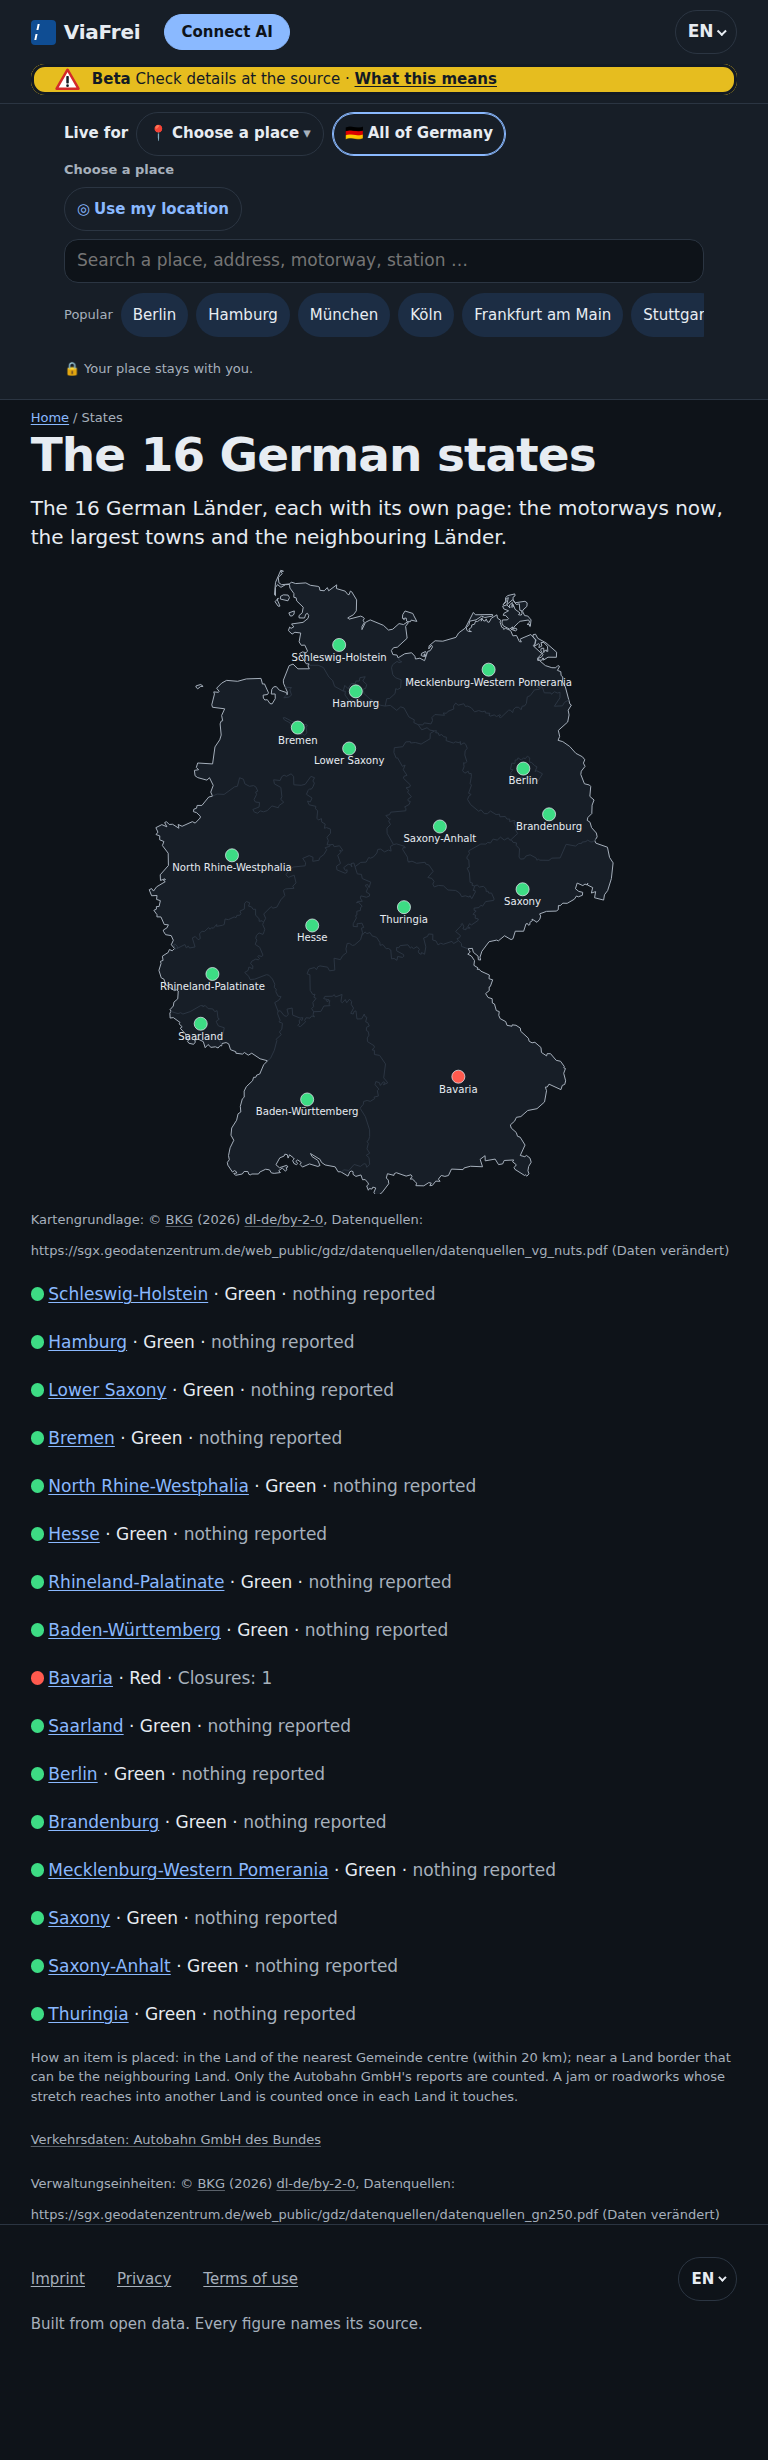 ViaFrei
Connect AI
EN
Beta Check details at the source · What this means
Live for
Choose a place
All of Germany
Choose a place
Use my location
Search a place, address, motorway, station …
Popular
Berlin
Hamburg
München
Köln
Frankfurt am Main
Stuttgar
Your place stays with you.
Home / States
The 16 German states
The 16 German Länder, each with its own page: the motorways now,
the largest towns and the neighbouring Länder.
Schleswig-Holstein
Mecklenburg-Western Pomerania
Hamburg
Bremen
Lower Saxony
Berlin
Brandenburg
Saxony-Anhalt
North Rhine-Westphalia
Saxony
Thuringia
Hesse
Rhineland-Palatinate
Saarland
Bavaria
Baden-Württemberg
Kartengrundlage: © BKG (2026) dl-de/by-2-0, Datenquellen:
https://sgx.geodatenzentrum.de/web_public/gdz/datenquellen/datenquellen_vg_nuts.pdf (Daten verändert)
Schleswig-Holstein · Green · nothing reported
Hamburg · Green · nothing reported
Lower Saxony · Green · nothing reported
Bremen · Green · nothing reported
North Rhine-Westphalia · Green · nothing reported
Hesse · Green · nothing reported
Rhineland-Palatinate · Green · nothing reported
Baden-Württemberg · Green · nothing reported
Bavaria · Red · Closures: 1
Saarland · Green · nothing reported
Berlin · Green · nothing reported
Brandenburg · Green · nothing reported
Mecklenburg-Western Pomerania · Green · nothing reported
Saxony · Green · nothing reported
Saxony-Anhalt · Green · nothing reported
Thuringia · Green · nothing reported
How an item is placed: in the Land of the nearest Gemeinde centre (within 20 km); near a Land border that
can be the neighbouring Land. Only the Autobahn GmbH's reports are counted. A jam or roadworks whose
stretch reaches into another Land is counted once in each Land it touches.
Verkehrsdaten: Autobahn GmbH des Bundes
Verwaltungseinheiten: © BKG (2026) dl-de/by-2-0, Datenquellen:
https://sgx.geodatenzentrum.de/web_public/gdz/datenquellen/datenquellen_gn250.pdf (Daten verändert)
Imprint
Privacy
Terms of use
EN
Built from open data. Every figure names its source.